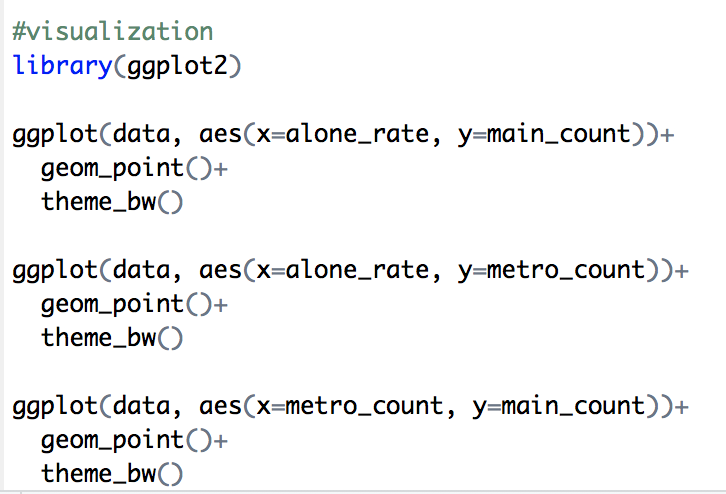 #visualization
library(ggplot2)
ggplot(data, aes(x=alone_rate, y=main_count))+
geom_point()+
theme_bw()
ggplot(data, aes(x=alone_rate, y=metro_count))+
geom_point()+
theme_bw()
ggplot(data, aes(x=metro_count, y=main_count))+
geom_point()+
theme_bw()